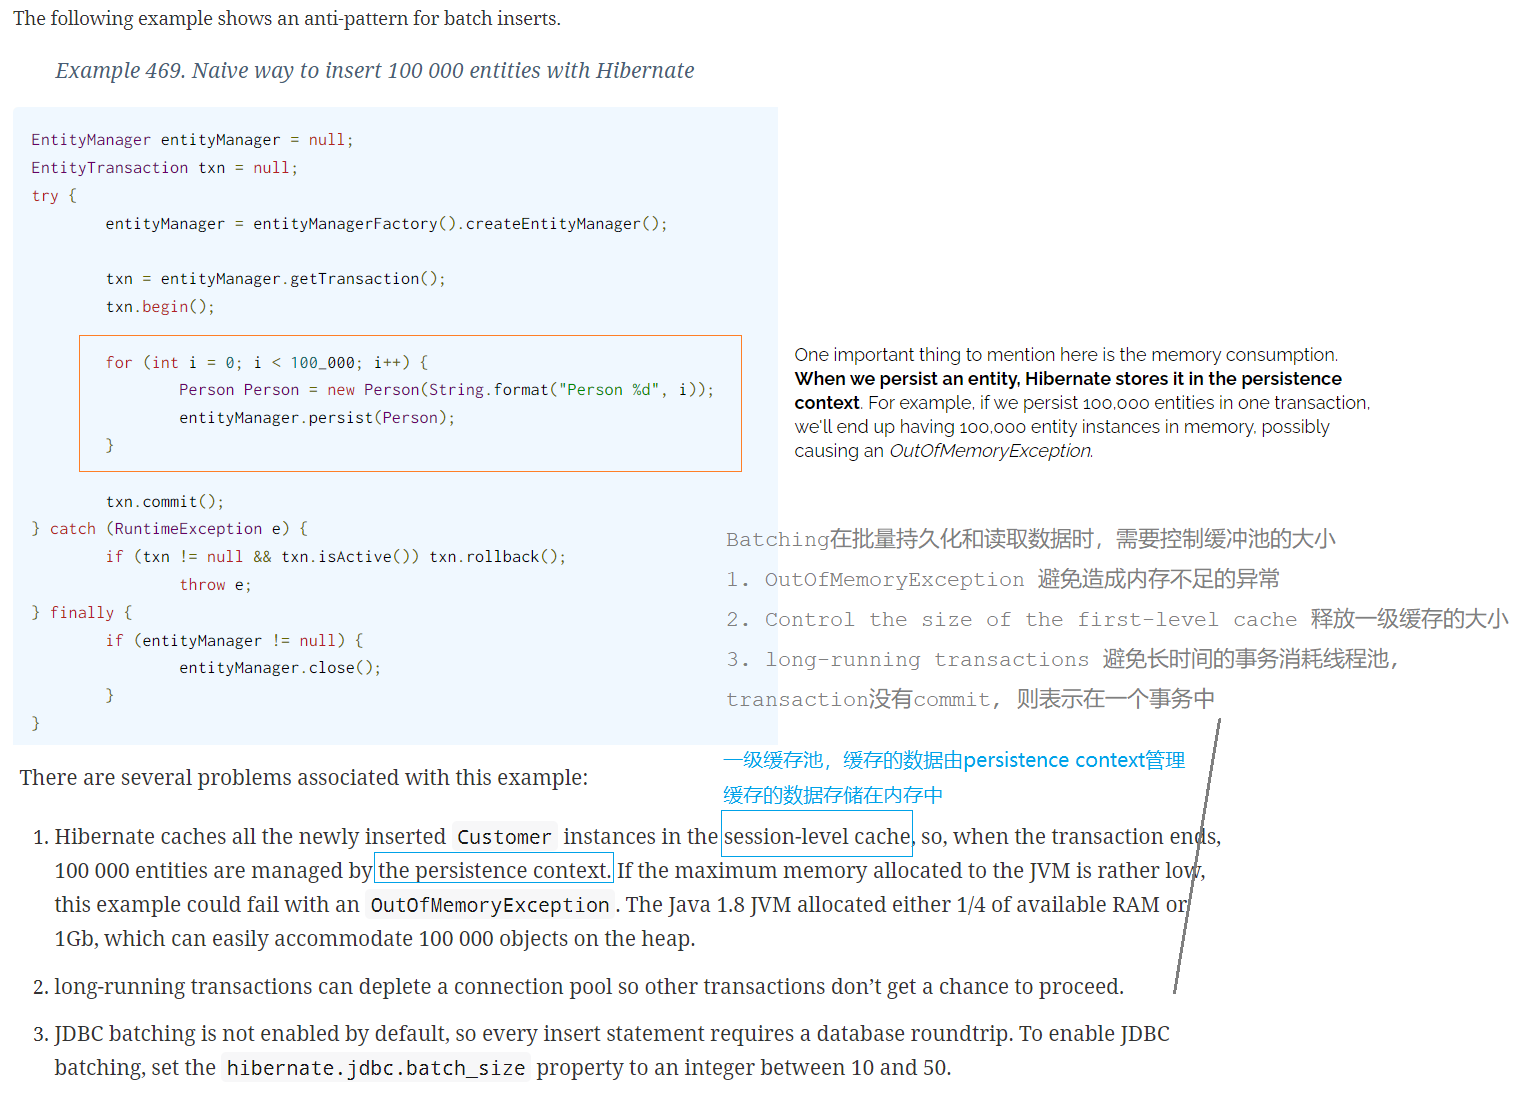 The following example shows an anti-pattern for batch inserts.
Example 469. Naive way to insert 100 000 entities with Hibernate
EntityManager entityManager = null;
EntityTransaction txn = null;
try {
entityManager = entityManagerFactory().createEntityManager();
txn = entityManager.getTransaction();
txn.begin();
for (int i = 0; i < 100_000; i++) {
Person Person = new Person(String.format("Person %d", i));
entityManager.persist(Person);
}
txn.commit();
} catch (RuntimeException e) {
if (txn != null && txn.isActive()) txn.rollback();
throw e;
} finally {
if (entityManager != null) {
entityManager.close();
}
}
One important thing to mention here is the memory consumption.
When we persist an entity, Hibernate stores it in the persistence
context. For example, if we persist 100,000 entities in one transaction,
we'll end up having 100,000 entity instances in memory, possibly
causing an OutOfMemoryException.
Batching在批量持久化和读取数据时，需要控制缓冲池的大小
1. OutOfMemoryException 避免造成内存不足的异常
2. Control the size of the first-level cache 释放一级缓存的大小
3. long-running transactions 避免长时间的事务消耗线程池，
transaction没有commit, 则表示在一个事务中
一级缓存池，缓存的数据由persistence context管理
缓存的数据存储在内存中
There are several problems associated with this example:
1. Hibernate caches all the newly inserted Customer instances in the session-level cache, so, when the transaction ends,
100 000 entities are managed by the persistence context. If the maximum memory allocated to the JVM is rather low,
this example could fail with an OutOfMemoryException. The Java 1.8 JVM allocated either 1/4 of available RAM or
1Gb, which can easily accommodate 100 000 objects on the heap.
2. long-running transactions can deplete a connection pool so other transactions don’t get a chance to proceed.
3. JDBC batching is not enabled by default, so every insert statement requires a database roundtrip. To enable JDBC
batching, set the hibernate.jdbc.batch_size property to an integer between 10 and 50.